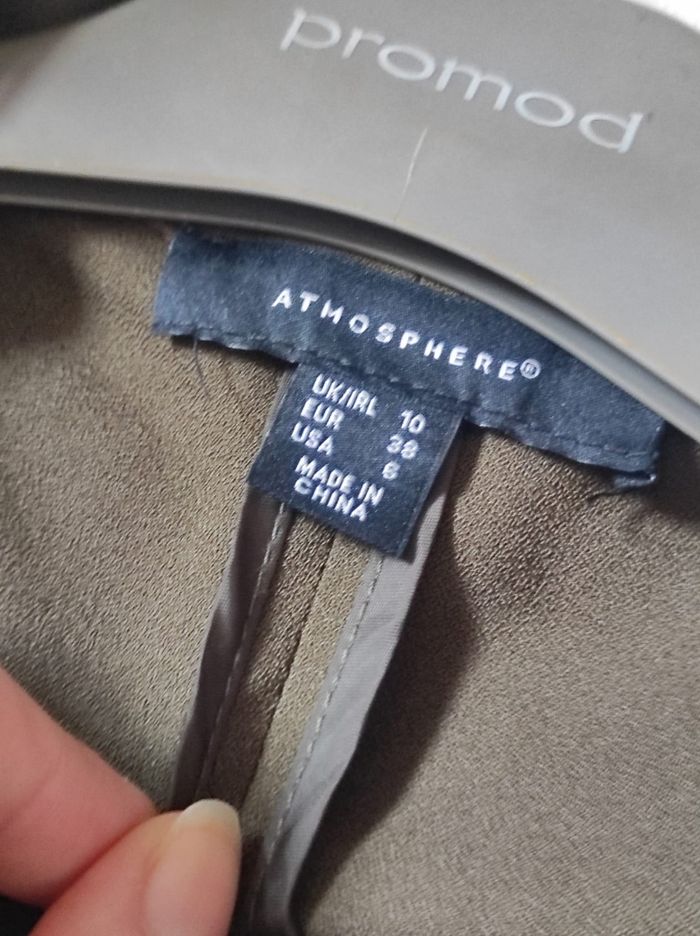 promod
ATMOSPHERE®
UK/IRL 10
EUR 38
USA 6
MADE IN
CHINA